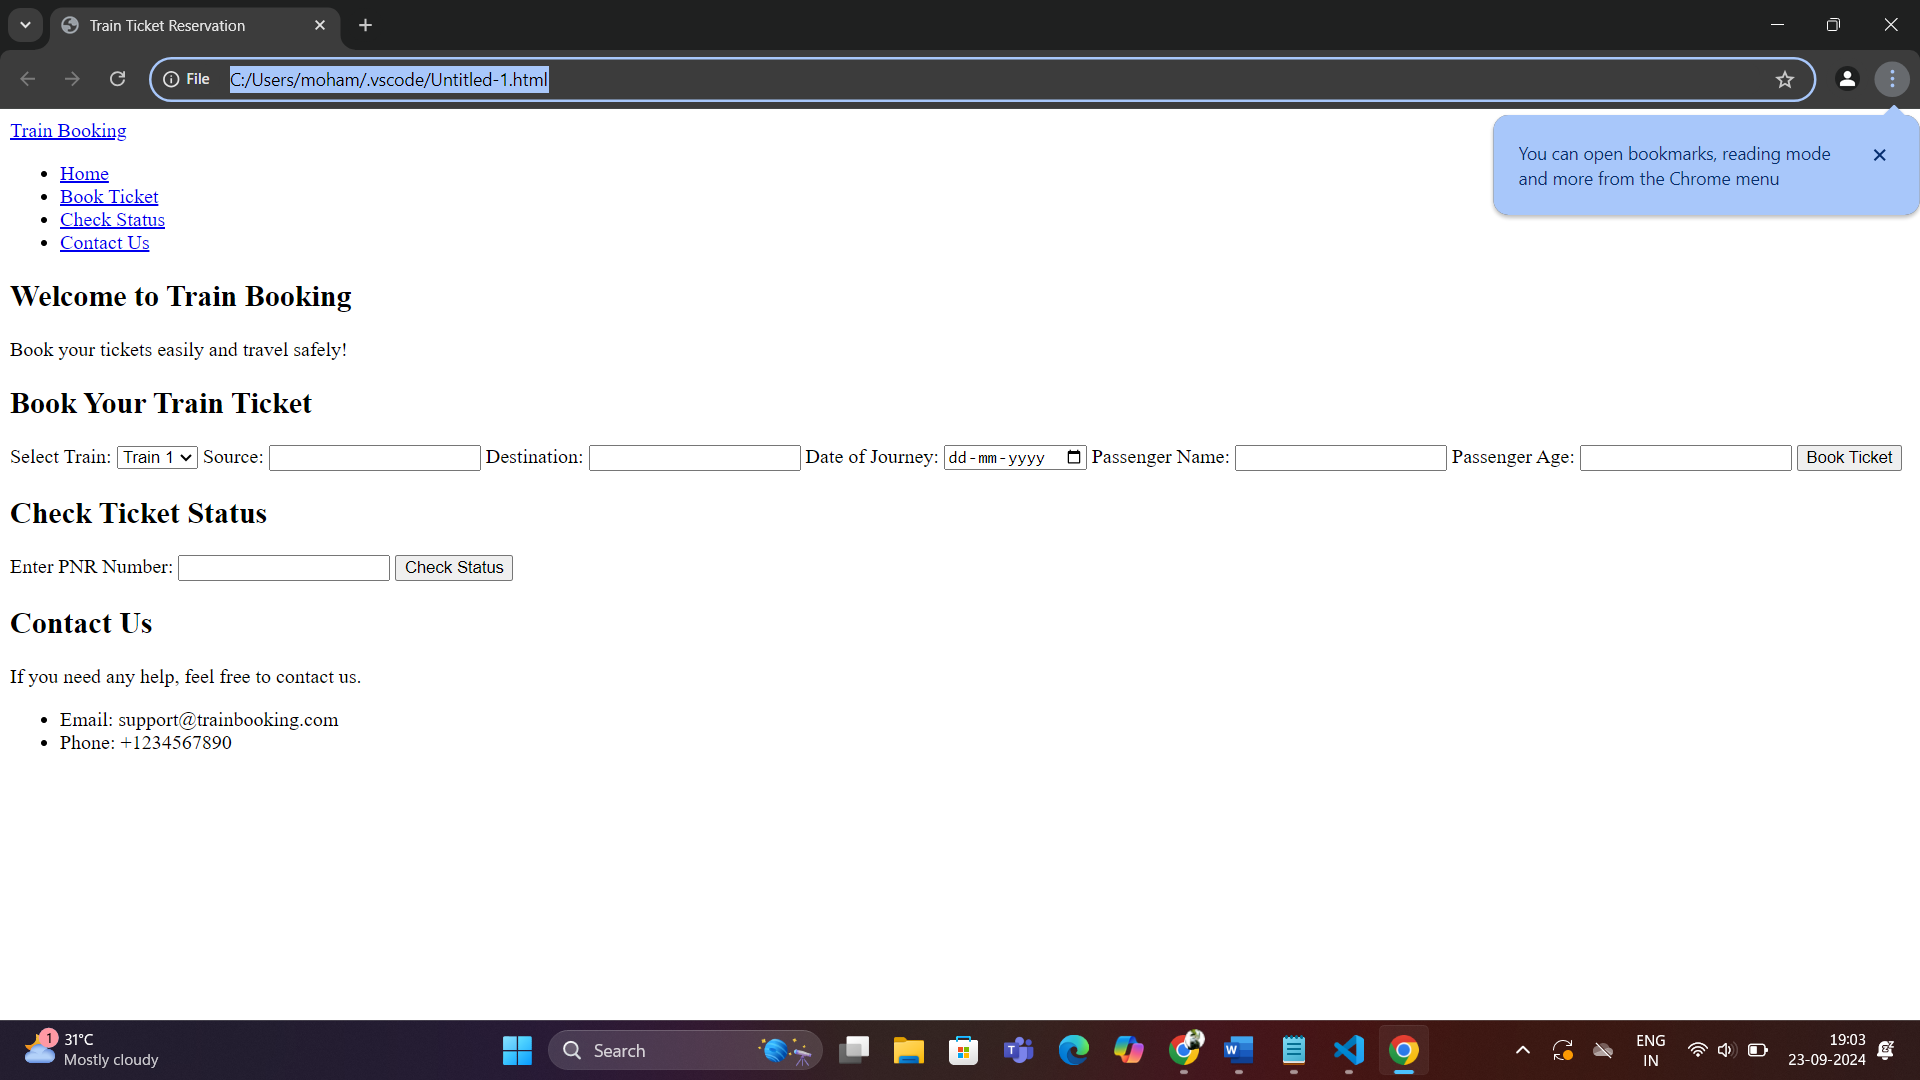 Train Ticket Reservation
File C:/Users/moham/.vscode/Untitled-1.html
You can open bookmarks, reading mode
and more from the Chrome menu
Train Booking
Home
Book Ticket
Check Status
Contact Us
Welcome to Train Booking
Book your tickets easily and travel safely!
Book Your Train Ticket
Select Train: Train 1 Source: Destination: Date of Journey: dd-mm-yyyy Passenger Name: Passenger Age: Book Ticket
Check Ticket Status
Enter PNR Number: Check Status
Contact Us
If you need any help, feel free to contact us.
Email: support@trainbooking.com
Phone: +1234567890
1
31°C
Mostly cloudy
Search
ENG
IN
19:03
23-09-2024